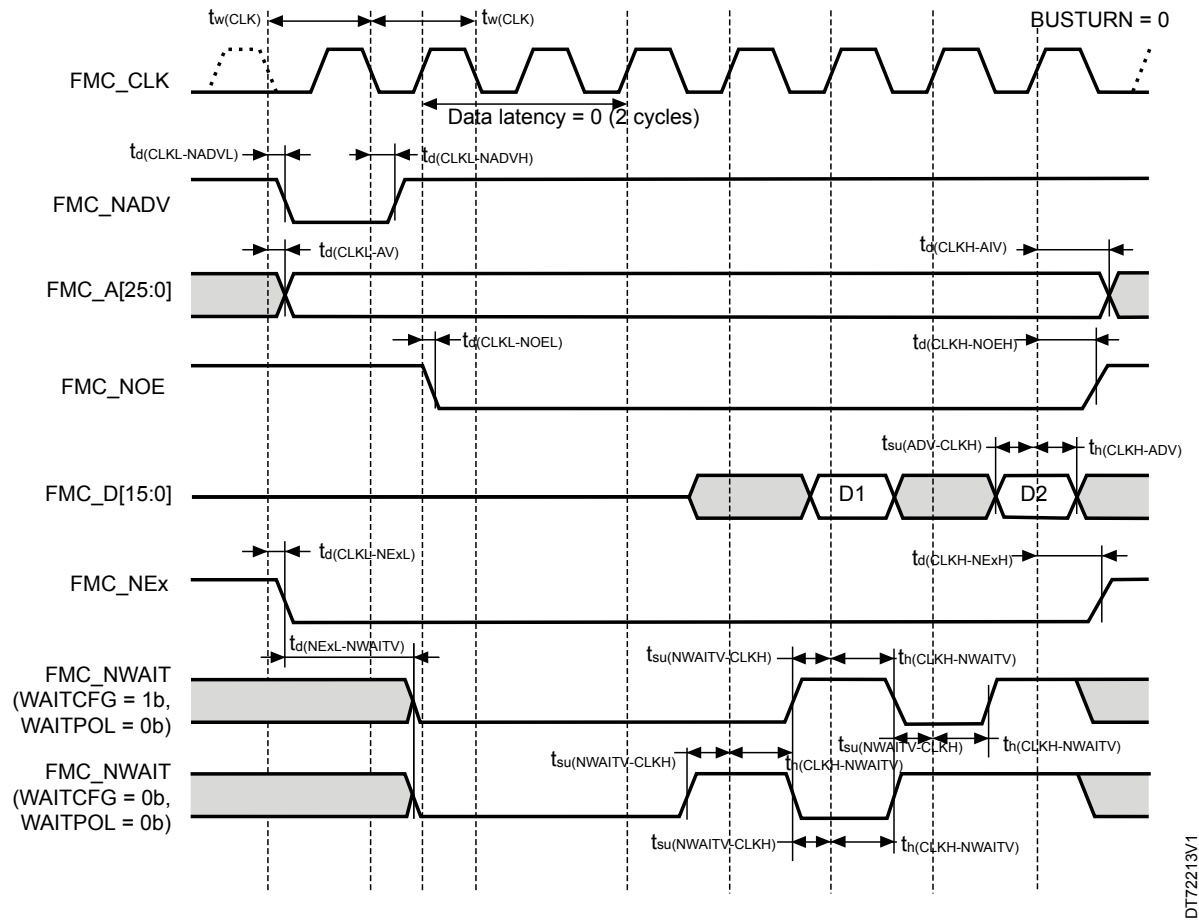 tw(CLK) tw(CLK) BUSTURN = 0
FMC_CLK
Data latency = 0 (2 cycles)
td(CLKL-NADVL) td(CLKL-NADVH)
FMC_NADV
td(CLKL-AV) td(CLKH-AIV)
FMC_A[25:0]
td(CLKL-NOEL) td(CLKH-NOEH)
FMC_NOE
tsu(ADV-CLKH) th(CLKH-ADV)
FMC_D[15:0] D1 D2
td(CLKL-NExL) td(CLKH-NExH)
FMC_NEx
td(NExL-NWAITV)
tsu(NWAITV-CLKH) th(CLKH-NWAITV)
FMC_NWAIT
(WAITCFG = 1b,
WAITPOL = 0b)
tsu(NWAITV-CLKH) th(CLKH-NWAITV)
tsu(NWAITV-CLKH) th(CLKH-NWAITV)
FMC_NWAIT
(WAITCFG = 0b,
WAITPOL = 0b)
tsu(NWAITV-CLKH) th(CLKH-NWAITV)
DT72213V1